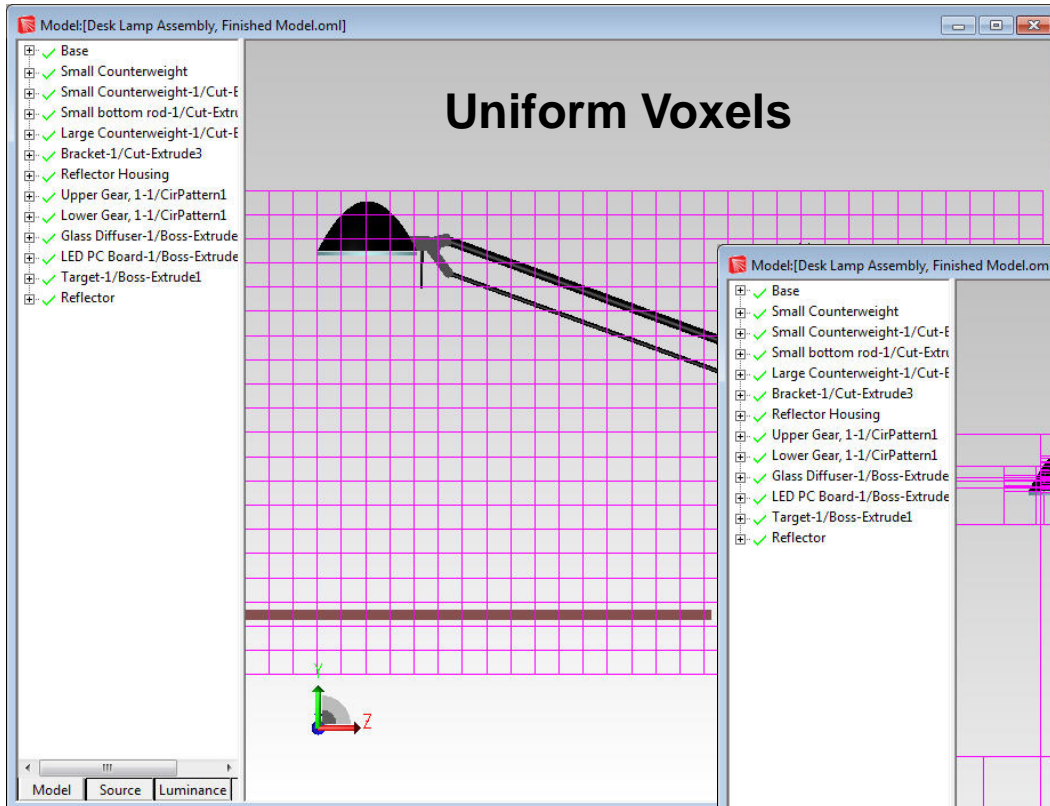 Model:[Desk Lamp Assembly, Finished Model.oml]
Base
Small Counterweight
Small Counterweight-1/Cut-E
Small bottom rod-1/Cut-Extru
Large Counterweight-1/Cut-E
Bracket-1/Cut-Extrude3
Reflector Housing
Upper Gear, 1-1/CirPattern1
Lower Gear, 1-1/CirPattern1
Glass Diffuser-1/Boss-Extrude
LED PC Board-1/Boss-Extrude
Target-1/Boss-Extrude1
Reflector
Uniform Voxels
Y
Z
Model Source Luminance
Model:[Desk Lamp Assembly, Finished Model.om
Base
Small Counterweight
Small Counterweight-1/Cut-E
Small bottom rod-1/Cut-Extru
Large Counterweight-1/Cut-E
Bracket-1/Cut-Extrude3
Reflector Housing
Upper Gear, 1-1/CirPattern1
Lower Gear, 1-1/CirPattern1
Glass Diffuser-1/Boss-Extrude
LED PC Board-1/Boss-Extrude
Target-1/Boss-Extrude1
Reflector